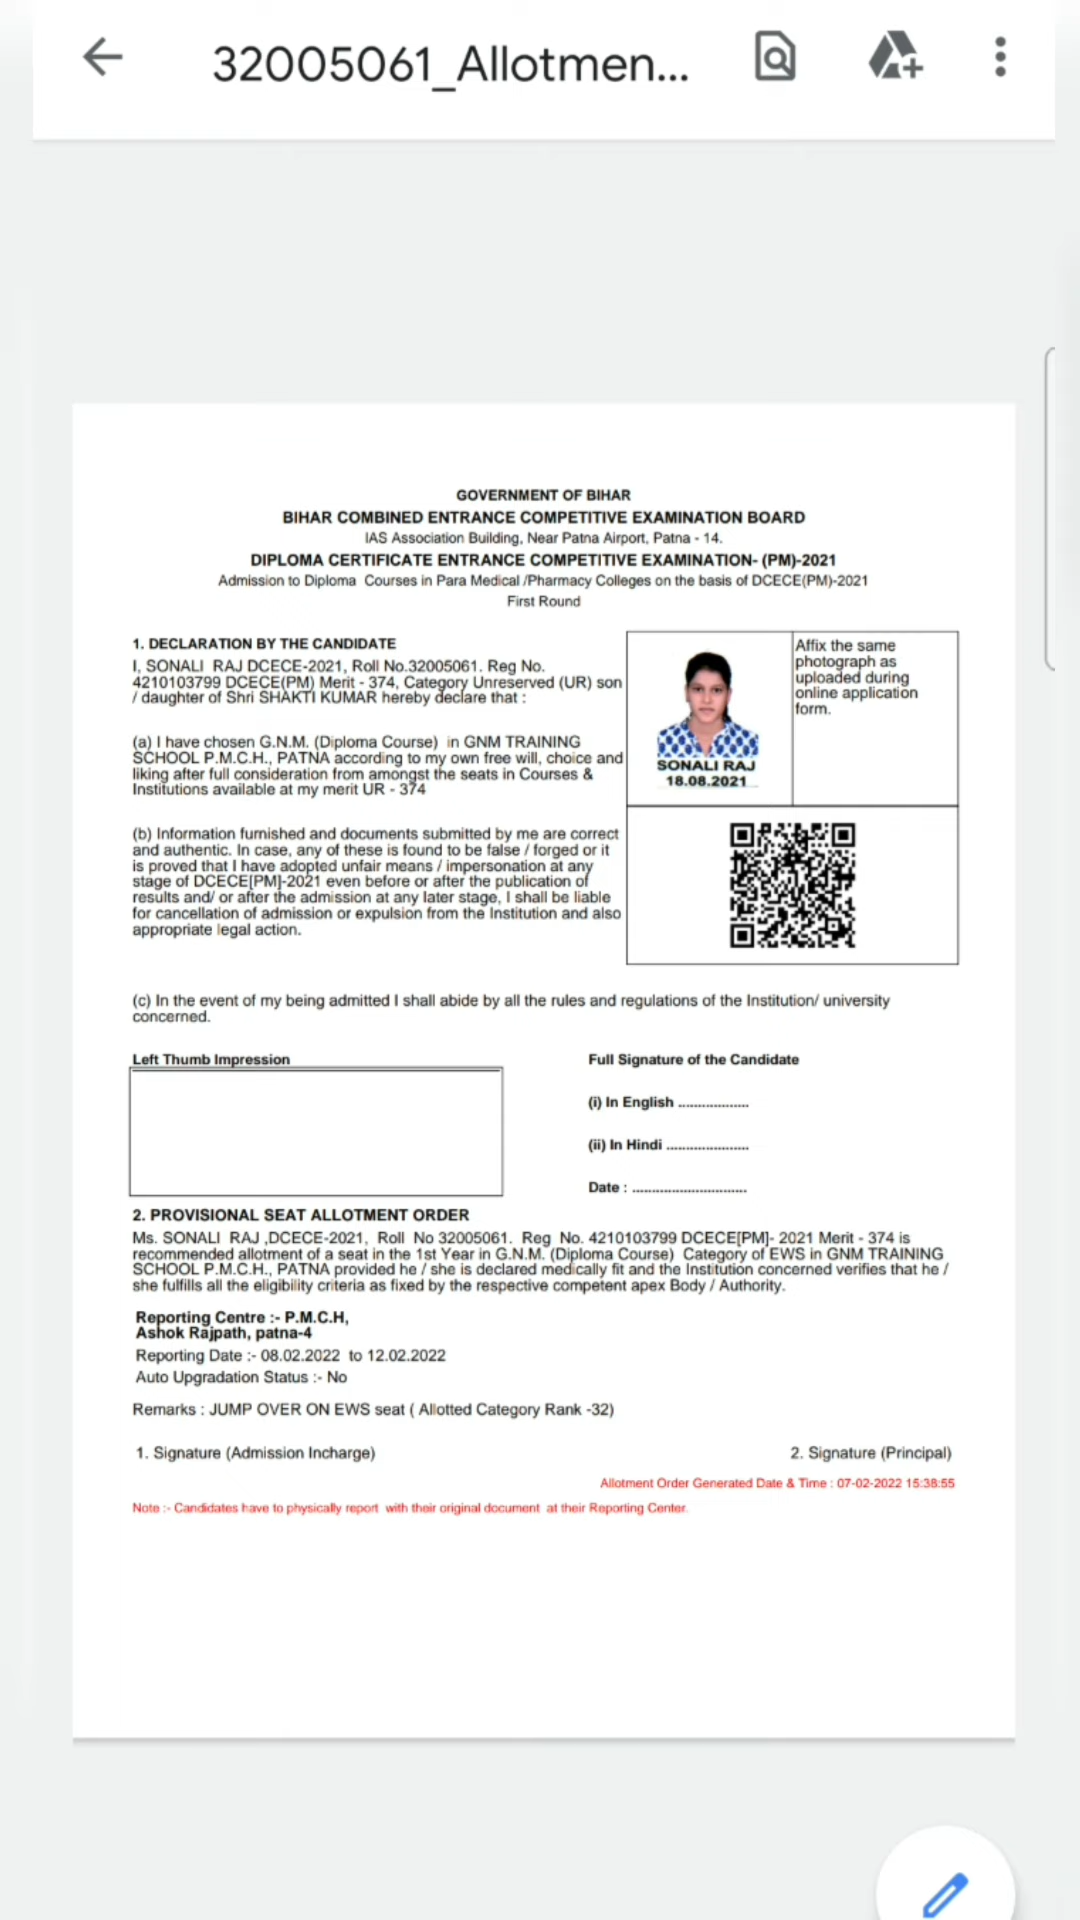 32005061_Allotmen...
GOVERNMENT OF BIHAR
BIHAR COMBINED ENTRANCE COMPETITIVE EXAMINATION BOARD
IAS Association Building, Near Patna Airport, Patna - 14.
DIPLOMA CERTIFICATE ENTRANCE COMPETITIVE EXAMINATION- (PM)-2021
Admission to Diploma Courses in Para Medical /Pharmacy Colleges on the basis of DCECE(PM)-2021
First Round
1. DECLARATION BY THE CANDIDATE
I, SONALI RAJ DCECE-2021, Roll No.32005061. Reg No.
4210103799 DCECE(PM) Merit - 374, Category Unreserved (UR) son
/ daughter of Shri SHAKTI KUMAR hereby declare that :
(a) I have chosen G.N.M. (Diploma Course) in GNM TRAINING
SCHOOL P.M.C.H., PATNA according to my own free will, choice and
liking after full consideration from amongst the seats in Courses &
Institutions available at my merit UR - 374
(b) Information furnished and documents submitted by me are correct
and authentic. In case, any of these is found to be false / forged or it
is proved that I have adopted unfair means / impersonation at any
stage of DCECE[PM]-2021 even before or after the publication of
results and/ or after the admission at any later stage, I shall be liable
for cancellation of admission or expulsion from the Institution and also
appropriate legal action.
SONALI RAJ
18.08.2021
Affix the same
photograph as
uploaded during
online application
form.
(c) In the event of my being admitted I shall abide by all the rules and regulations of the Institution/ university
concerned.
Left Thumb Impression
Full Signature of the Candidate
(i) In English ..................
(ii) In Hindi .....................
Date : .............................
2. PROVISIONAL SEAT ALLOTMENT ORDER
Ms. SONALI RAJ ,DCECE-2021, Roll No 32005061. Reg No. 4210103799 DCECE[PM]- 2021 Merit - 374 is
recommended allotment of a seat in the 1st Year in G.N.M. (Diploma Course) Category of EWS in GNM TRAINING
SCHOOL P.M.C.H., PATNA provided he / she is declared medically fit and the Institution concerned verifies that he /
she fulfills all the eligibility criteria as fixed by the respective competent apex Body / Authority.
Reporting Centre :- P.M.C.H,
Ashok Rajpath, patna-4
Reporting Date :- 08.02.2022 to 12.02.2022
Auto Upgradation Status :- No
Remarks : JUMP OVER ON EWS seat ( Allotted Category Rank -32)
1. Signature (Admission Incharge)
2. Signature (Principal)
Allotment Order Generated Date & Time : 07-02-2022 15:38:55
Note :- Candidates have to physically report with their original document at their Reporting Center.